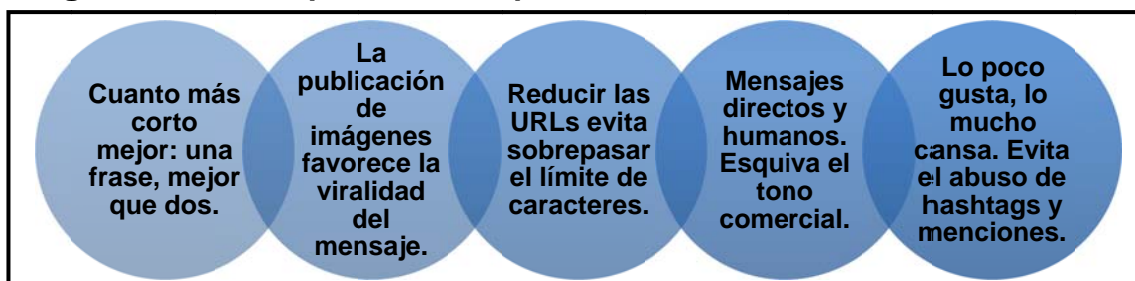 Cuanto más
corto
mejor: una
frase, mejor
que dos.
La
publicación
de
imágenes
favorece la
viralidad
del
mensaje.
Reducir las
URLs evita
sobrepasar
el límite de
caracteres.
Mensajes
directos y
humanos.
Esquiva el
tono
comercial.
Lo poco
gusta, lo
mucho
cansa. Evita
el abuso de
hashtags y
menciones.